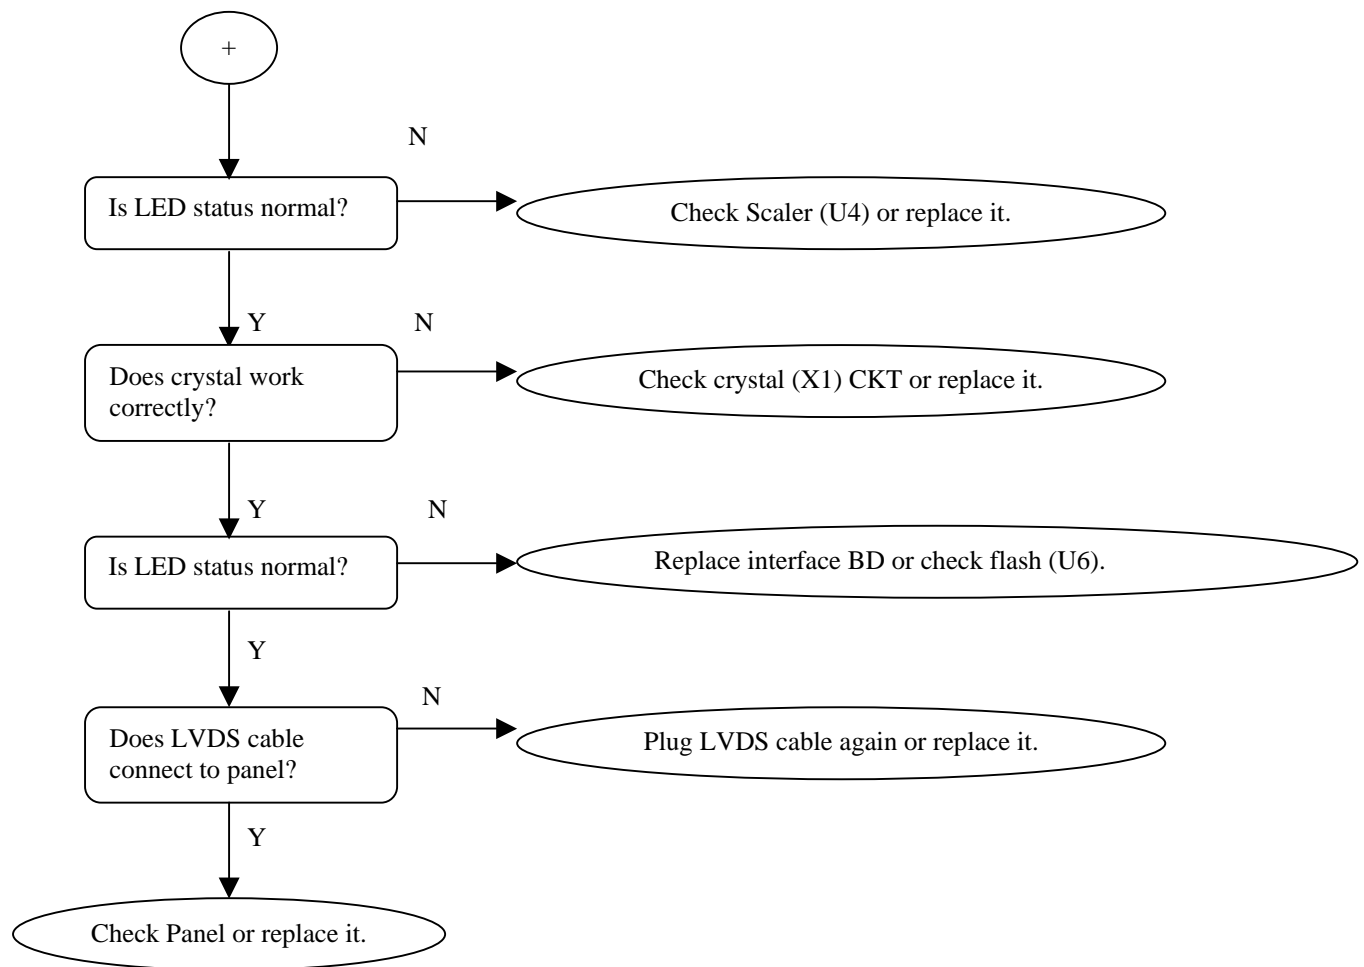 +
N
Is LED status normal?
Check Scaler (U4) or replace it.
Y
N
Does crystal work
correctly?
Check crystal (X1) CKT or replace it.
Y
N
Is LED status normal?
Replace interface BD or check flash (U6).
Y
N
Does LVDS cable
connect to panel?
Plug LVDS cable again or replace it.
Y
Check Panel or replace it.